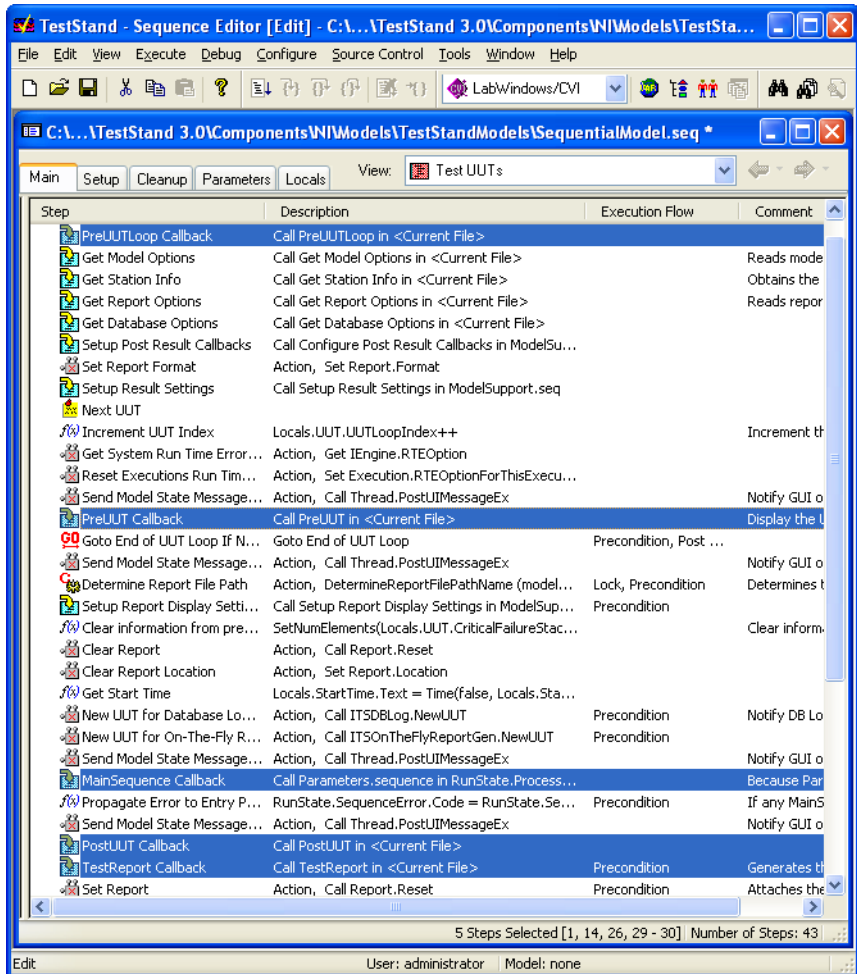 TestStand - Sequence Editor [Edit] - C:\...\TestStand 3.0\Components\NI\Models\TestSta...
File Edit View Execute Debug Configure Source Control Tools Window Help
LabWindows/CVI
C:\...\TestStand 3.0\Components\NI\Models\TestStandModels\SequentialModel.seq *
Main Setup Cleanup Parameters Locals View: Test UUTs
Step Description Execution Flow Comment
PreUUTLoop Callback Call PreUUTLoop in <Current File>
Get Model Options Call Get Model Options in <Current File> Reads mode
Get Station Info Call Get Station Info in <Current File> Obtains the
Get Report Options Call Get Report Options in <Current File> Reads repor
Get Database Options Call Get Database Options in <Current File>
Setup Post Result Callbacks Call Configure Post Result Callbacks in ModelSu...
Set Report Format Action, Set Report.Format
Setup Result Settings Call Setup Result Settings in ModelSupport.seq
Next UUT
f(x) Increment UUT Index Locals.UUT.UUTLoopIndex++ Increment th
Get System Run Time Error... Action, Get IEngine.RTEOption
Reset Executions Run Tim... Action, Set Execution.RTEOptionForThisExecu...
Send Model State Message... Action, Call Thread.PostUIMessageEx Notify GUI o
PreUUT Callback Call PreUUT in <Current File> Display the U
GO Goto End of UUT Loop If N... Goto End of UUT Loop Precondition, Post ...
Send Model State Message... Action, Call Thread.PostUIMessageEx Notify GUI o
Determine Report File Path Action, DetermineReportFilePathName (model... Lock, Precondition Determines t
Setup Report Display Setti... Call Setup Report Display Settings in ModelSup... Precondition
f(x) Clear information from pre... SetNumElements(Locals.UUT.CriticalFailureStac... Clear inform
Clear Report Action, Call Report.Reset
Clear Report Location Action, Set Report.Location
f(x) Get Start Time Locals.StartTime.Text = Time(false, Locals.Sta...
New UUT for Database Lo... Action, Call ITSDBLog.NewUUT Precondition Notify DB Lo
New UUT for On-The-Fly R... Action, Call ITSOnTheFlyReportGen.NewUUT Precondition
Send Model State Message... Action, Call Thread.PostUIMessageEx Notify GUI o
MainSequence Callback Call Parameters.sequence in RunState.Process... Because Par
f(x) Propagate Error to Entry P... RunState.SequenceError.Code = RunState.Se... Precondition If any MainS
Send Model State Message... Action, Call Thread.PostUIMessageEx Notify GUI o
PostUUT Callback Call PostUUT in <Current File>
TestReport Callback Call TestReport in <Current File> Precondition Generates th
Set Report Action, Call Report.Reset Precondition Attaches the
5 Steps Selected [1, 14, 26, 29 - 30] Number of Steps: 43
Edit User: administrator Model: none